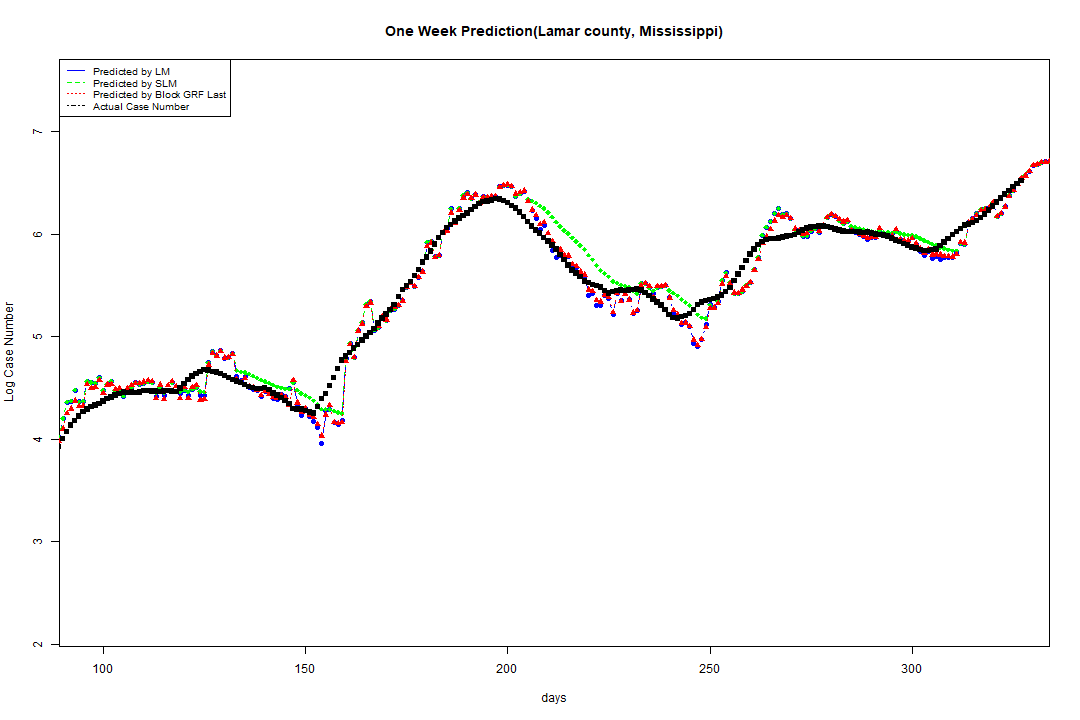 One Week Prediction(Lamar county, Mississippi)
Predicted by LM
Predicted by SLM
Predicted by Block GRF Last
Actual Case Number
Log Case Number
7
6
5
4
3
2
100 150 200 250 300
days